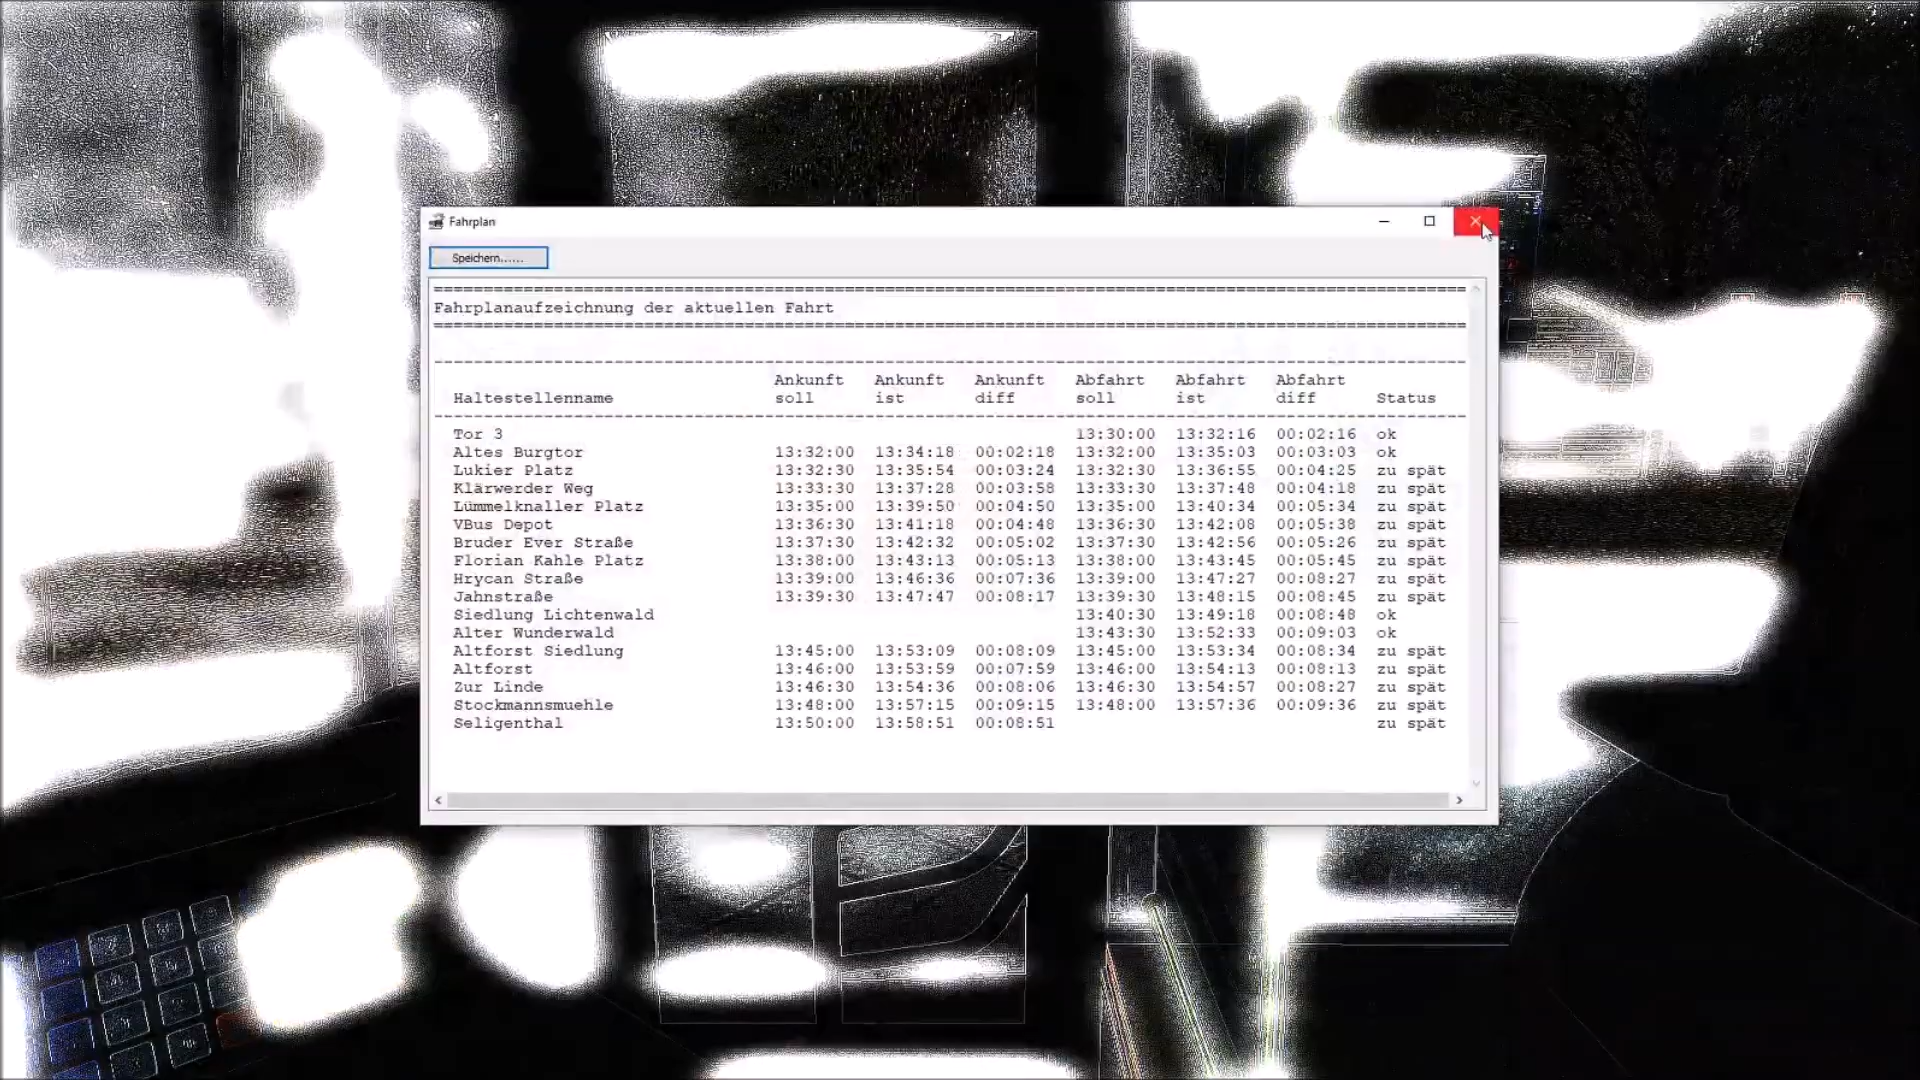 Fahrplan
Speichern......
Fahrplanaufzeichnung der aktuellen Fahrt
Ankunft Ankunft Ankunft Abfahrt Abfahrt Abfahrt
Haltestellenname soll ist diff soll ist diff Status
Tor 3 13:30:00 13:32:16 00:02:16 ok
Altes Burgtor 13:32:00 13:34:18 00:02:18 13:32:00 13:35:03 00:03:03 ok
Lukier Platz 13:32:30 13:35:54 00:03:24 13:32:30 13:36:55 00:04:25 zu spät
Klärwerder Weg 13:33:30 13:37:28 00:03:58 13:33:30 13:37:48 00:04:18 zu spät
Lümmelknaller Platz 13:35:00 13:39:50 00:04:50 13:35:00 13:40:34 00:05:34 zu spät
VBus Depot 13:36:30 13:41:18 00:04:48 13:36:30 13:42:08 00:05:38 zu spät
Bruder Ever Straße 13:37:30 13:42:32 00:05:02 13:37:30 13:42:56 00:05:26 zu spät
Florian Kahle Platz 13:38:00 13:43:13 00:05:13 13:38:00 13:43:45 00:05:45 zu spät
Hrycan Straße 13:39:00 13:46:36 00:07:36 13:39:00 13:47:27 00:08:27 zu spät
Jahnstraße 13:39:30 13:47:47 00:08:17 13:39:30 13:48:15 00:08:45 zu spät
Siedlung Lichtenwald 13:40:30 13:49:18 00:08:48 ok
Alter Wunderwald 13:43:30 13:52:33 00:09:03 ok
Altforst Siedlung 13:45:00 13:53:09 00:08:09 13:45:00 13:53:34 00:08:34 zu spät
Altforst 13:46:00 13:53:59 00:07:59 13:46:00 13:54:13 00:08:13 zu spät
Zur Linde 13:46:30 13:54:36 00:08:06 13:46:30 13:54:57 00:08:27 zu spät
Stockmannsmuehle 13:48:00 13:57:15 00:09:15 13:48:00 13:57:36 00:09:36 zu spät
Seligenthal 13:50:00 13:58:51 00:08:51 zu spät